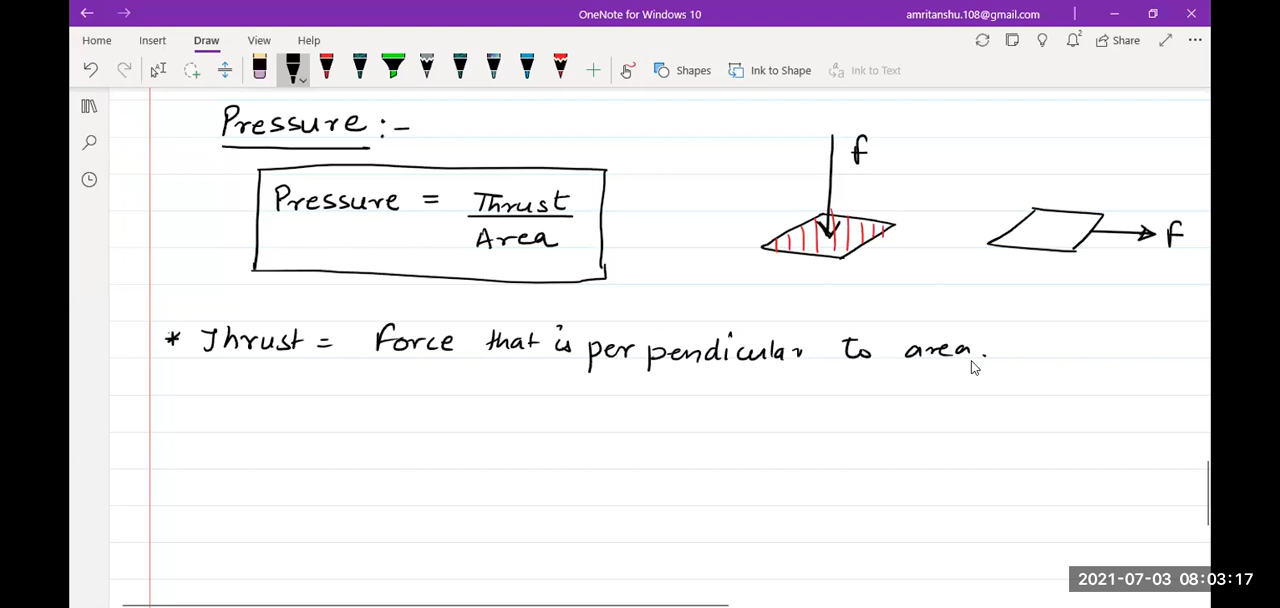 OneNote for Windows 10
amritanshu.108@gmail.com
Home Insert Draw View Help
2
Share
Shapes
Ink to Shape
Ink to Text
Pressure :-
Pressure = Thrust
Area
f
f
* Thrust = force that is perpendicular to area.
2021-07-03 08:03:17